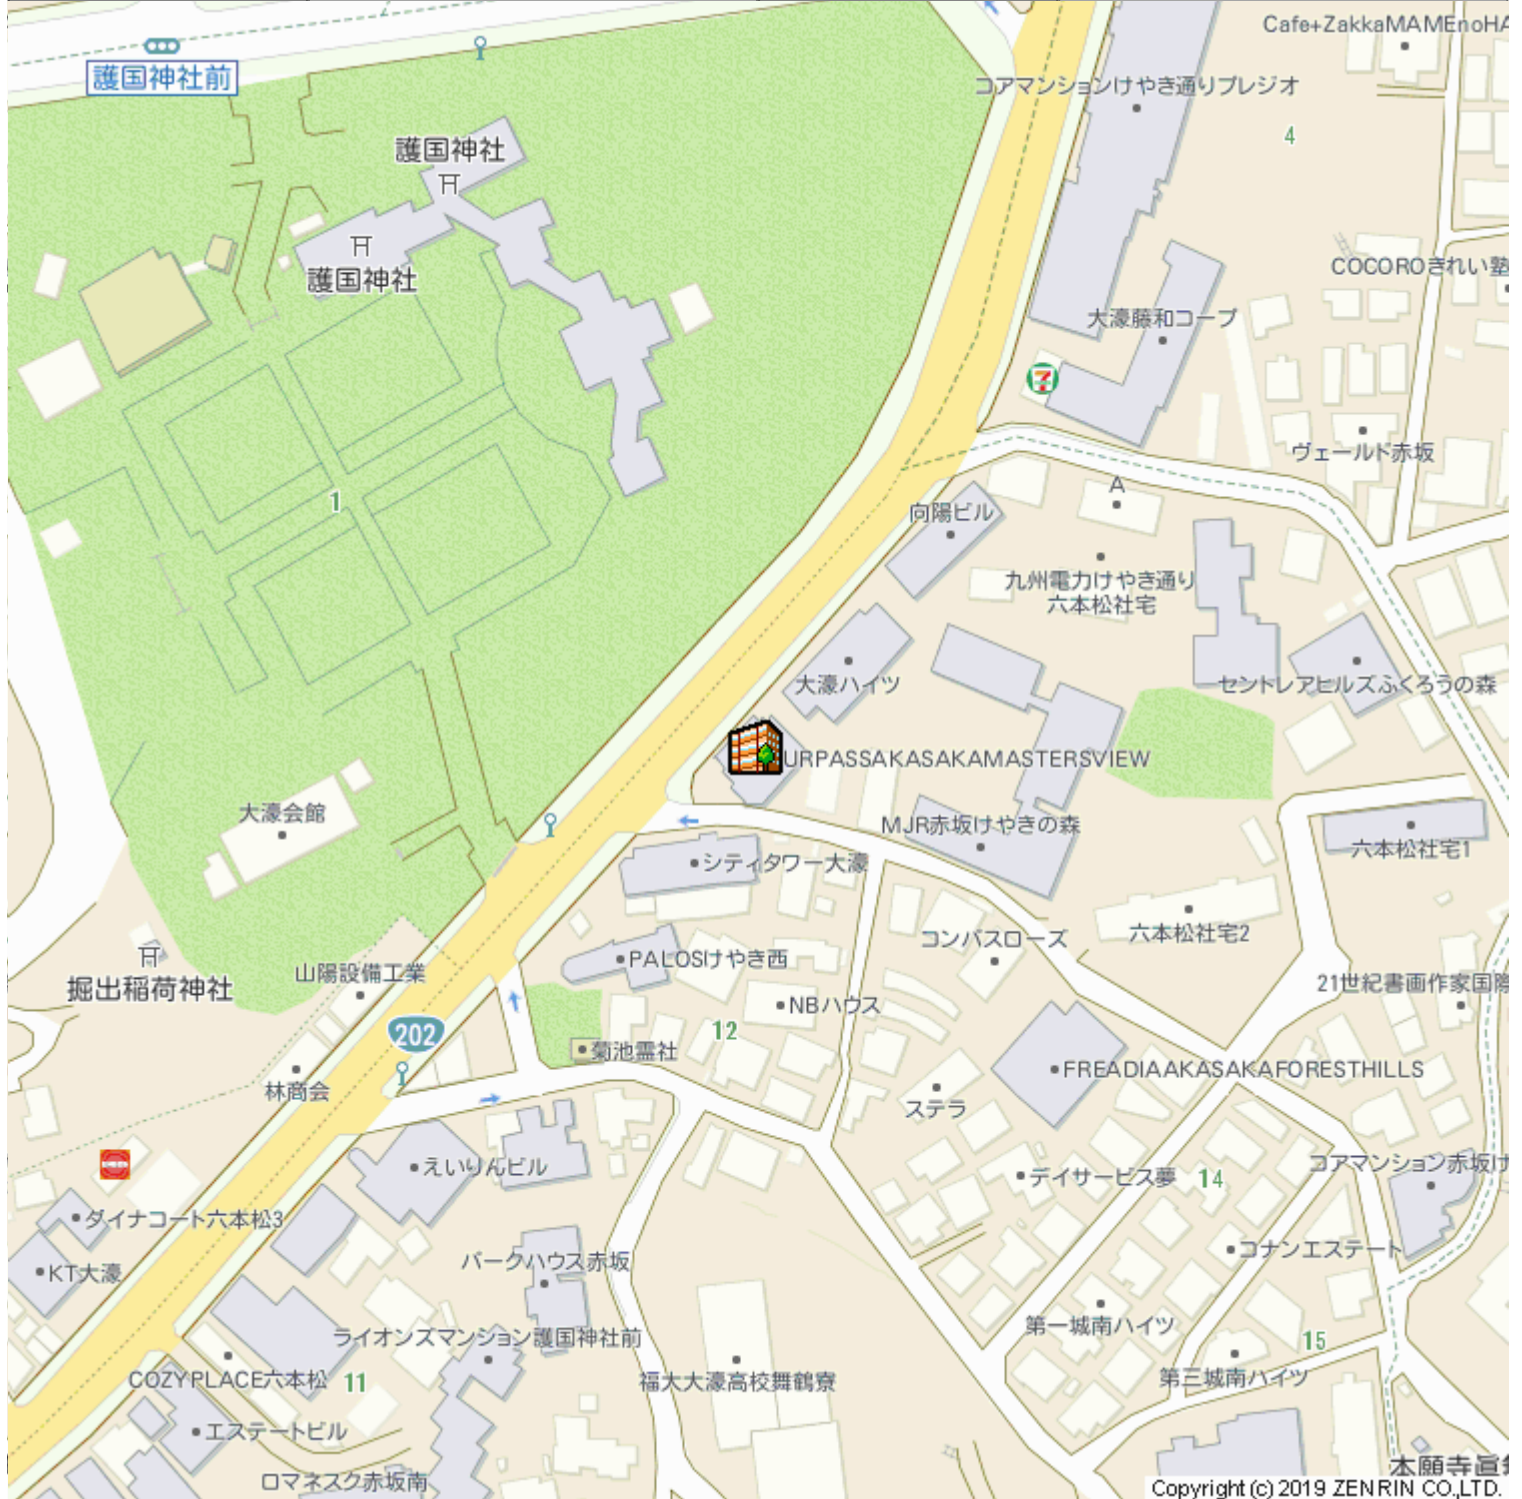 Cafe+ZakkaMAMEnoHA
護国神社前
コアマンションけやき通りプレジオ
4
護国神社
護国神社
COCOROきれい塾
大濠藤和コープ
7
ヴェールド赤坂
A
1
向陽ビル
九州電力けやき通り
六本松社宅
大濠ハイツ
セントレアヒルズふくろうの森
URPASSAKASAKAMASTERSVIEW
大濠会館
MJR赤坂けやきの森
六本松社宅1
シティタワー大濠
六本松社宅2
コンパスローズ
PALOSけやき西
山陽設備工業
掘出稲荷神社
21世紀書画作家国際
NBハウス
12
202
菊池霊社
FREADIAAKASAKAFORESTHILLS
林商会
ステラ
えいりんビル
デイサービス夢
14
コアマンション赤坂け
ダイナコート六本松3
コナンエステート
パークハウス赤坂
KT大濠
第一城南ハイツ
ライオンズマンション護国神社前
15
COZYPLACE六本松
11
福大大濠高校舞鶴寮
第三城南ハイツ
エステートビル
ロマネスク赤坂南
本願寺眞
Copyright (c) 2019 ZENRIN CO.,LTD.